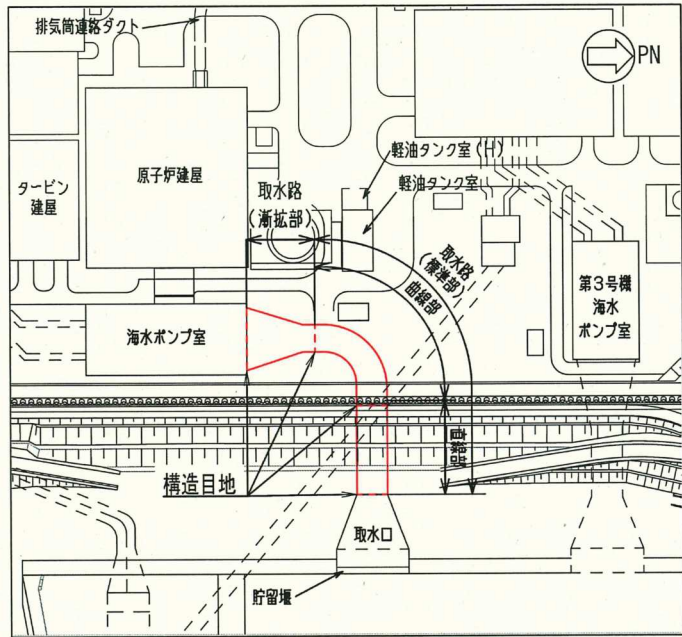 排気筒連絡ダクト
PN
軽油タンク室(H)
原子炉建屋
取水路
(漸拡部)
軽油タンク室
タービン
建屋
取水路
(標準部)
曲線部
第3号機
海水
ポンプ室
海水ポンプ室
直線部
構造目地
取水口
貯留堰